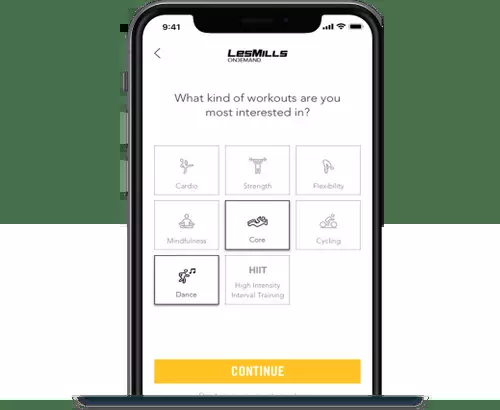 9:41
LesMills
ONDEMAND
What kind of workouts are you
most interested in?
Cardio
Strength
Flexibility
Mindfulness
Core
Cycling
HIIT
Dance
High Intensity
Interval Training
CONTINUE